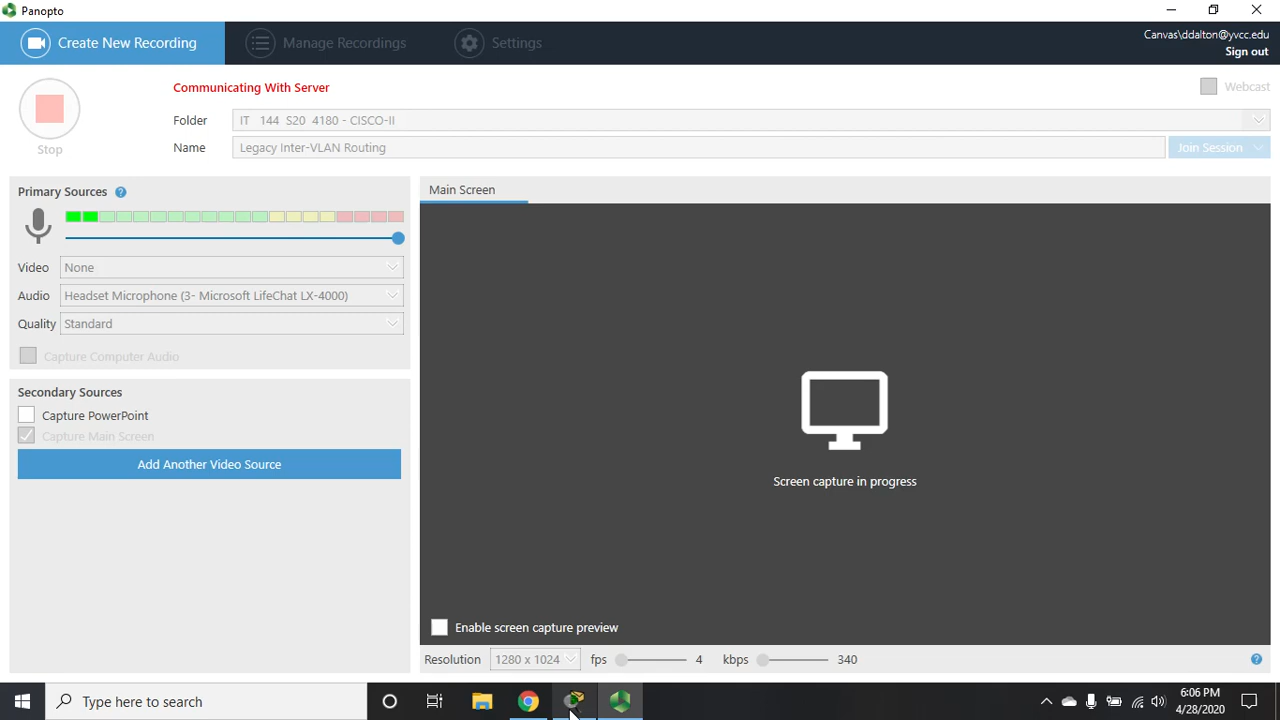 Panopto
Create New Recording
Manage Recordings
Settings
Canvas\ddalton@yvcc.edu
Sign out
Communicating With Server
Webcast
Folder
IT 144 S20 4180 - CISCO-II
Stop
Name
Legacy Inter-VLAN Routing
Join Session
Primary Sources
?
Main Screen
Video
None
Audio
Headset Microphone (3- Microsoft LifeChat LX-4000)
Quality
Standard
Capture Computer Audio
Secondary Sources
Capture PowerPoint
Capture Main Screen
Add Another Video Source
Screen capture in progress
Enable screen capture preview
Resolution
1280 x 1024
fps
4
kbps
340
?
Type here to search
6:06 PM
4/28/2020